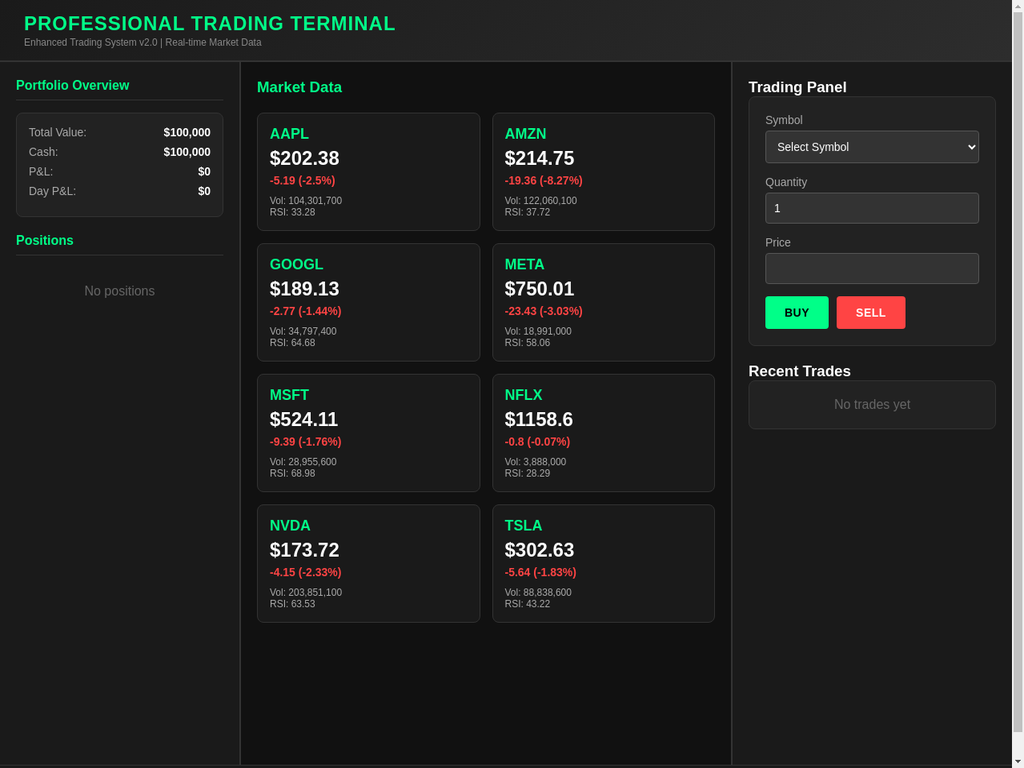 PROFESSIONAL TRADING TERMINAL
Enhanced Trading System v2.0 | Real-time Market Data
Portfolio Overview
Total Value: $100,000
Cash: $100,000
P&L: $0
Day P&L: $0
Positions
No positions
Market Data
AAPL
$202.38
-5.19 (-2.5%)
Vol: 104,301,700
RSI: 33.28
AMZN
$214.75
-19.36 (-8.27%)
Vol: 122,060,100
RSI: 37.72
GOOGL
$189.13
-2.77 (-1.44%)
Vol: 34,797,400
RSI: 64.68
META
$750.01
-23.43 (-3.03%)
Vol: 18,991,000
RSI: 58.06
MSFT
$524.11
-9.39 (-1.76%)
Vol: 28,955,600
RSI: 68.98
NFLX
$1158.6
-0.8 (-0.07%)
Vol: 3,888,000
RSI: 28.29
NVDA
$173.72
-4.15 (-2.33%)
Vol: 203,851,100
RSI: 63.53
TSLA
$302.63
-5.64 (-1.83%)
Vol: 88,838,600
RSI: 43.22
Trading Panel
Symbol
Select Symbol
Quantity
1
Price
BUY SELL
Recent Trades
No trades yet